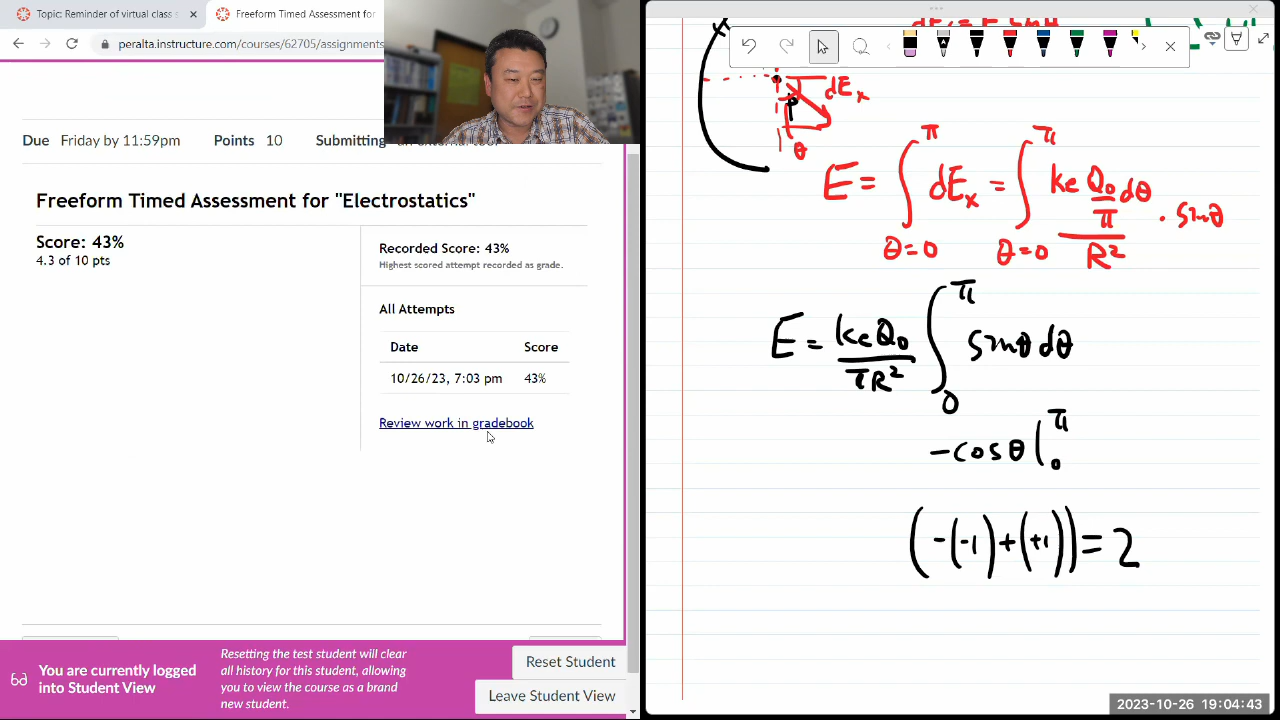 Topic: Reminder of virtual class s
Freeform Timed Assessment for
peralta.instructure.com/courses/62705/assignments
Due Friday by 11:59pm Points 10 Submitting
Freeform Timed Assessment for "Electrostatics"
Score: 43%
4.3 of 10 pts
Recorded Score: 43%
Highest scored attempt recorded as grade.
All Attempts
Date Score
10/26/23, 7:03 pm 43%
Review work in gradebook
You are currently logged
into Student View
Resetting the test student will clear
all history for this student, allowing
you to view the course as a brand
new student.
Reset Student
Leave Student View
dEx
θ
E = ∫_{θ=0}^{π} dEx = ∫_{θ=0}^{π} (ke (Q0/π) dθ / R²) · sinθ
E = (ke Q0 / πR²) ∫_{0}^{π} sinθ dθ
-cosθ |_{0}^{π}
(-(-1)+(+1)) = 2
2023-10-26 19:04:43